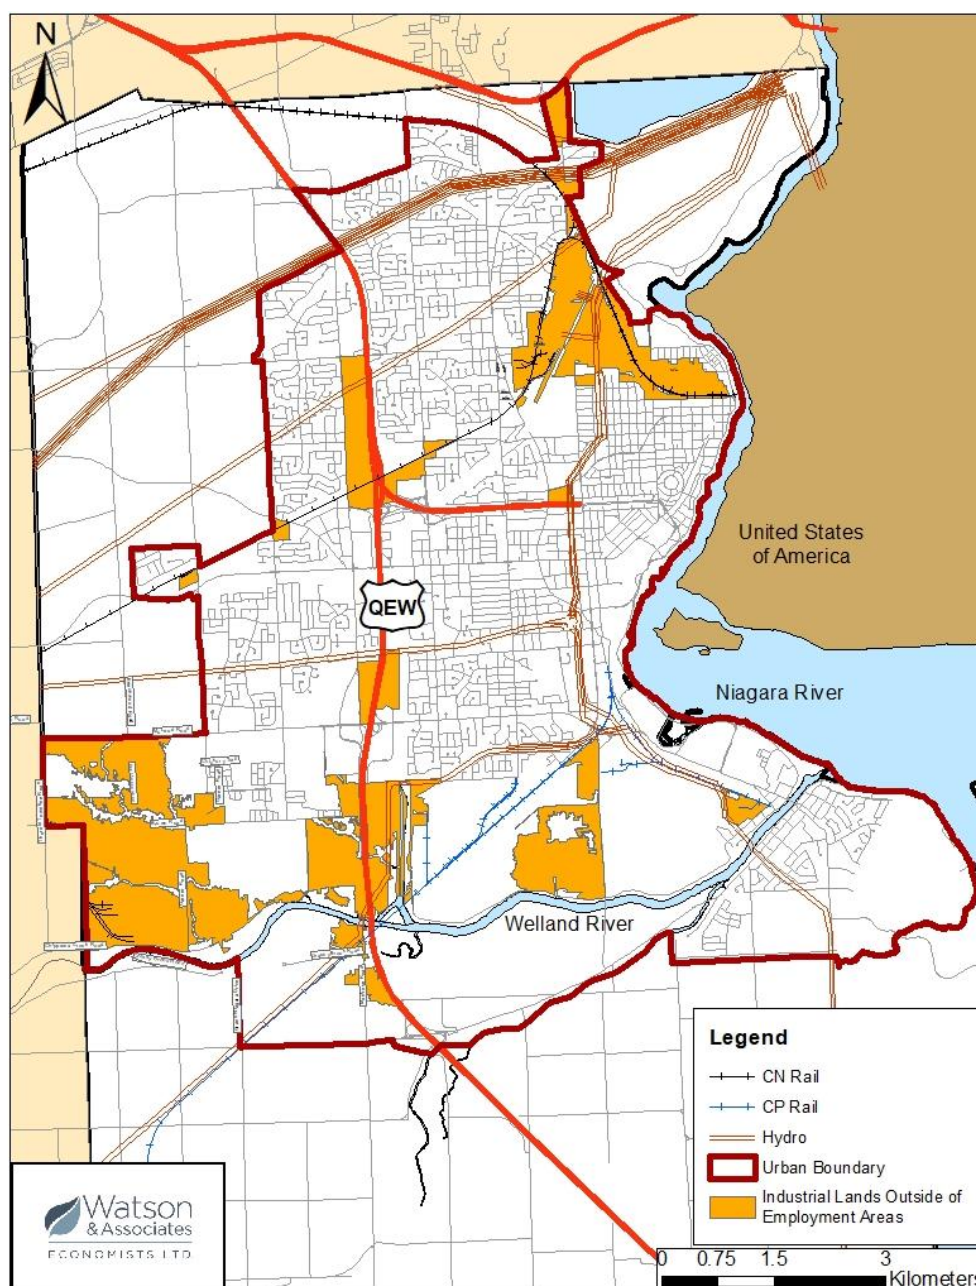 N
United States
of America
QEW
Niagara River
Welland River
Legend
CN Rail
CP Rail
Hydro
Urban Boundary
Industrial Lands Outside of
Employment Areas
Watson
& Associates
ECONOMISTS LTD.
0 0.75 1.5 3
Kilometers